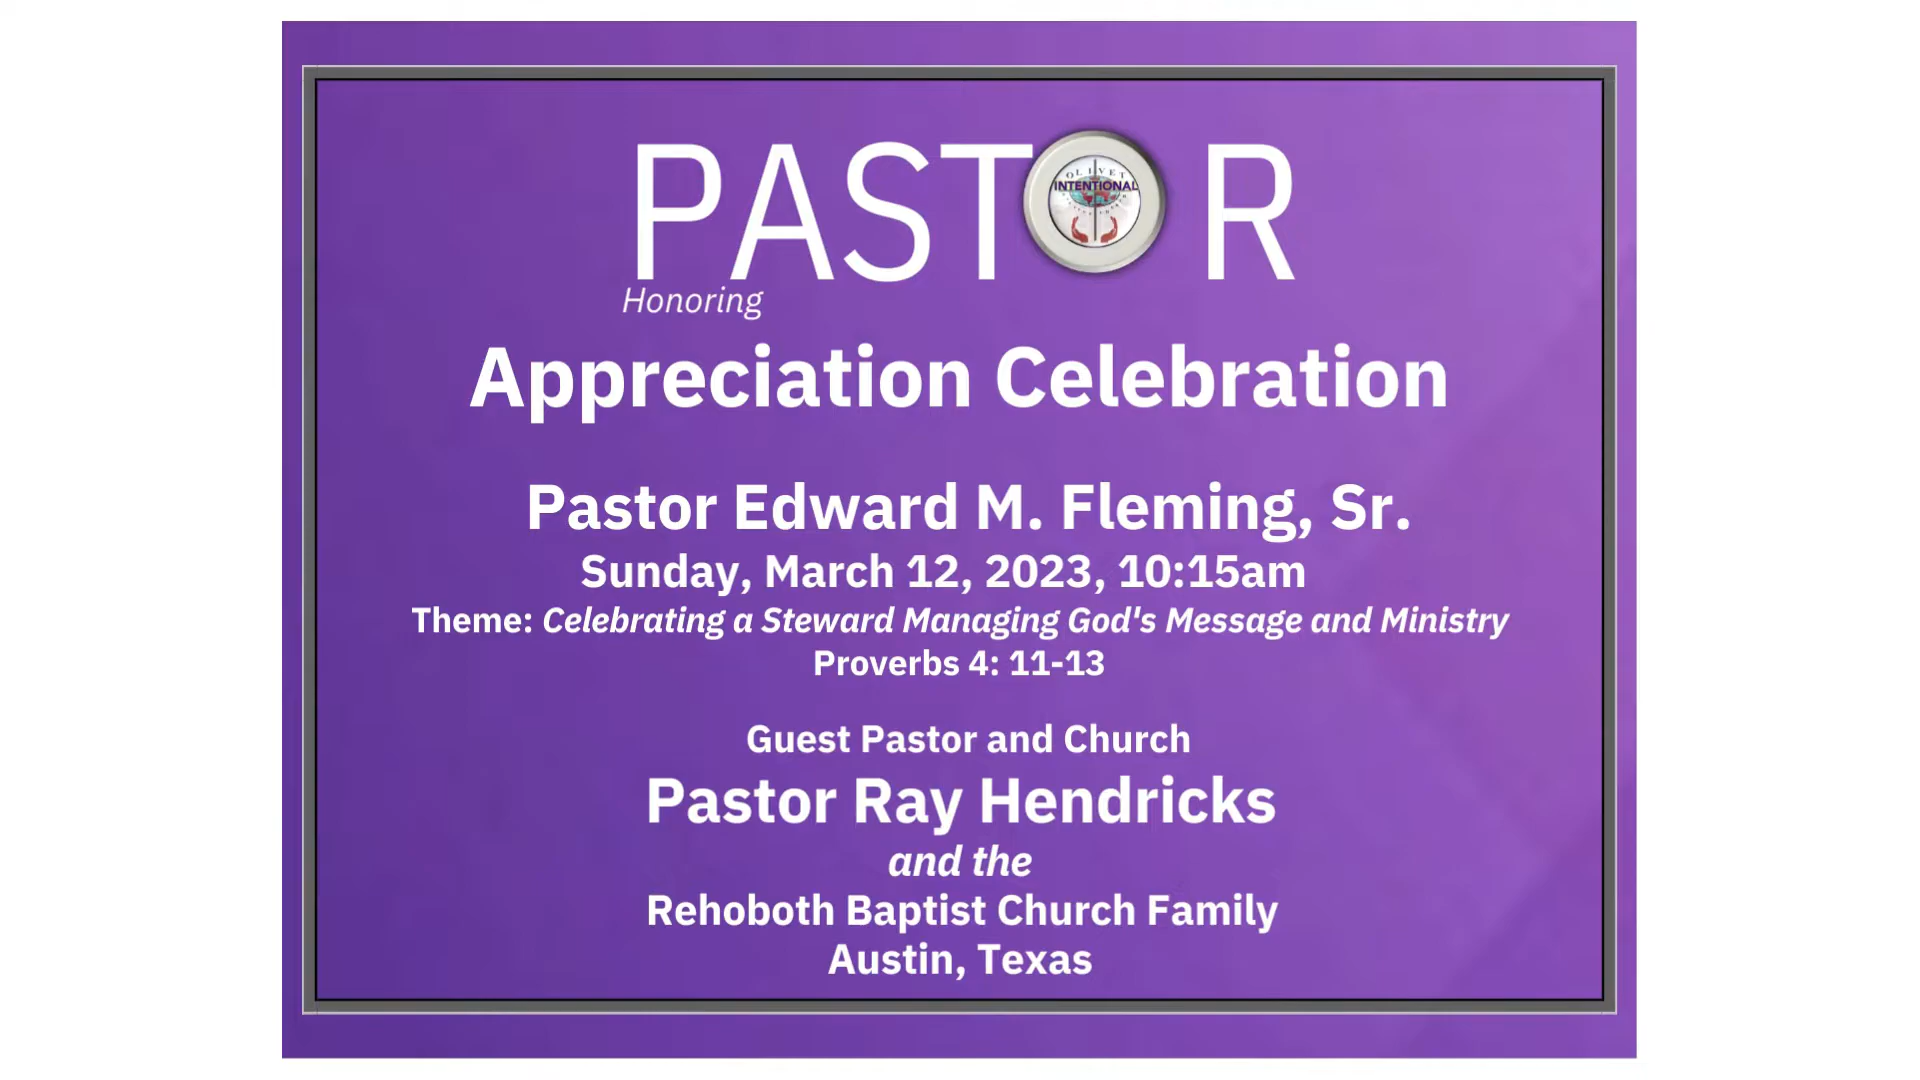 PASTOR
OLIVET
INTENTIONAL
Honoring
Appreciation Celebration
Pastor Edward M. Fleming, Sr.
Sunday, March 12, 2023, 10:15am
Theme: Celebrating a Steward Managing God's Message and Ministry
Proverbs 4: 11-13
Guest Pastor and Church
Pastor Ray Hendricks
and the
Rehoboth Baptist Church Family
Austin, Texas